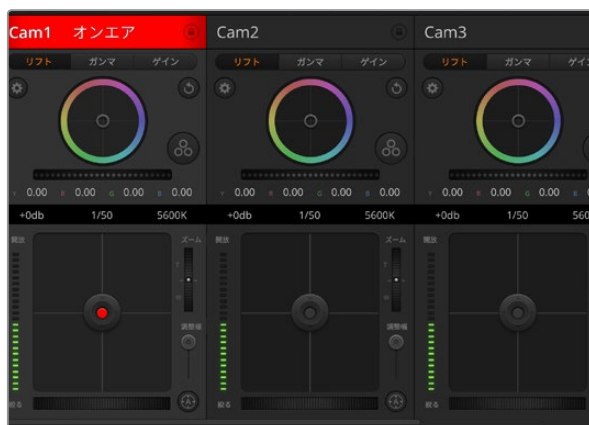 Cam1 オンエア Cam2 Cam3
リフト ガンマ ゲイン リフト ガンマ ゲイン リフト ガンマ ゲイ
Y 0.00 R 0.00 G 0.00 B 0.00 Y 0.00 R 0.00 G 0.00 B 0.00 Y 0.00 R 0.00 G 0.00
+0db 1/50 5600K +0db 1/50 5600K +0db 1/50 560
開放 ズーム 開放 ズーム 開放
T T
W W
調整幅 調整幅
絞る A 絞る A 絞る